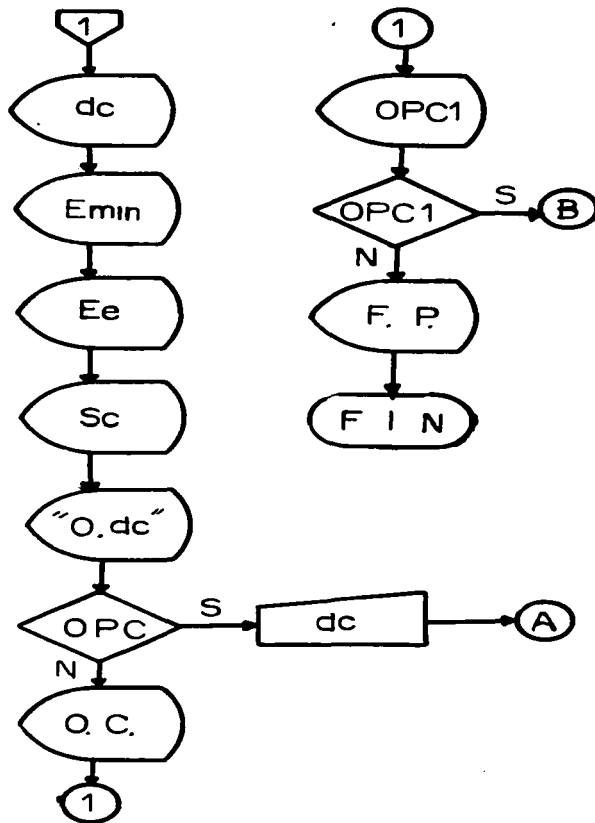 1
dc
Emin
Ee
Sc
"O.dc"
OPC
S
dc
A
N
O. C.
1
1
OPC1
OPC1
S
B
N
F. P.
F I N